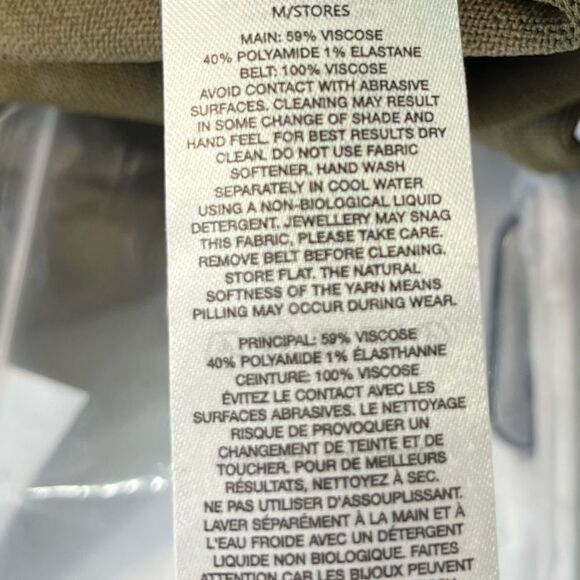 M/STORES
MAIN: 59% VISCOSE
40% POLYAMIDE 1% ELASTANE
BELT: 100% VISCOSE
AVOID CONTACT WITH ABRASIVE
SURFACES. CLEANING MAY RESULT
IN SOME CHANGE OF SHADE AND
HAND FEEL. FOR BEST RESULTS DRY
CLEAN. DO NOT USE FABRIC
SOFTENER. HAND WASH
SEPARATELY IN COOL WATER
USING A NON-BIOLOGICAL LIQUID
DETERGENT. JEWELLERY MAY SNAG
THIS FABRIC, PLEASE TAKE CARE.
REMOVE BELT BEFORE CLEANING.
STORE FLAT. THE NATURAL
SOFTNESS OF THE YARN MEANS
PILLING MAY OCCUR DURING WEAR.
PRINCIPAL: 59% VISCOSE
40% POLYAMIDE 1% ÉLASTHANNE
CEINTURE: 100% VISCOSE
ÉVITEZ LE CONTACT AVEC LES
SURFACES ABRASIVES. LE NETTOYAGE
RISQUE DE PROVOQUER UN
CHANGEMENT DE TEINTE ET DE
TOUCHER. POUR DE MEILLEURS
RÉSULTATS, NETTOYEZ À SEC.
NE PAS UTILISER D'ASSOUPLISSANT.
LAVER SÉPARÉMENT À LA MAIN ET À
L'EAU FROIDE AVEC UN DÉTERGENT
LIQUIDE NON BIOLOGIQUE. FAITES
ATTENTION CAR LES BIJOUX PEUVENT